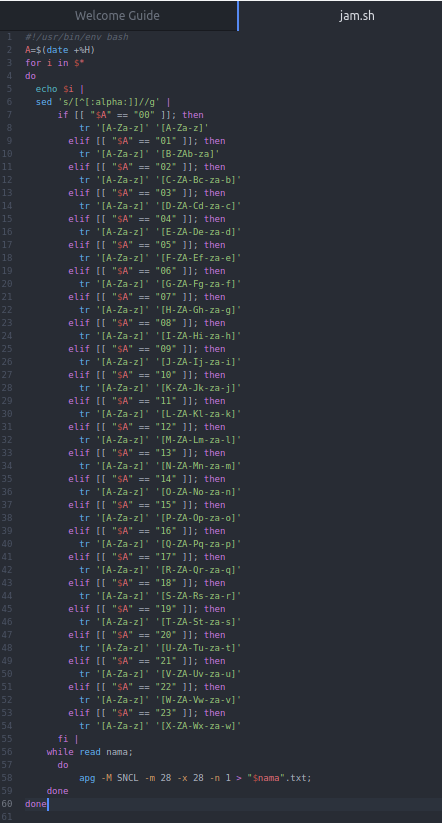 Welcome Guide
jam.sh
1 #!/usr/bin/env bash
2 A=$(date +%H)
3 for i in $*
4 do
5   echo $i |
6   sed 's/[^[:alpha:]]//g' |
7       if [[ "$A" == "00" ]]; then
8           tr '[A-Za-z]' '[A-Za-z]'
9         elif [[ "$A" == "01" ]]; then
10           tr '[A-Za-z]' '[B-ZAb-za]'
11         elif [[ "$A" == "02" ]]; then
12           tr '[A-Za-z]' '[C-ZA-Bc-za-b]'
13         elif [[ "$A" == "03" ]]; then
14           tr '[A-Za-z]' '[D-ZA-Cd-za-c]'
15         elif [[ "$A" == "04" ]]; then
16           tr '[A-Za-z]' '[E-ZA-De-za-d]'
17         elif [[ "$A" == "05" ]]; then
18           tr '[A-Za-z]' '[F-ZA-Ef-za-e]'
19         elif [[ "$A" == "06" ]]; then
20           tr '[A-Za-z]' '[G-ZA-Fg-za-f]'
21         elif [[ "$A" == "07" ]]; then
22           tr '[A-Za-z]' '[H-ZA-Gh-za-g]'
23         elif [[ "$A" == "08" ]]; then
24           tr '[A-Za-z]' '[I-ZA-Hi-za-h]'
25         elif [[ "$A" == "09" ]]; then
26           tr '[A-Za-z]' '[J-ZA-Ij-za-i]'
27         elif [[ "$A" == "10" ]]; then
28           tr '[A-Za-z]' '[K-ZA-Jk-za-j]'
29         elif [[ "$A" == "11" ]]; then
30           tr '[A-Za-z]' '[L-ZA-Kl-za-k]'
31         elif [[ "$A" == "12" ]]; then
32           tr '[A-Za-z]' '[M-ZA-Lm-za-l]'
33         elif [[ "$A" == "13" ]]; then
34           tr '[A-Za-z]' '[N-ZA-Mn-za-m]'
35         elif [[ "$A" == "14" ]]; then
36           tr '[A-Za-z]' '[O-ZA-No-za-n]'
37         elif [[ "$A" == "15" ]]; then
38           tr '[A-Za-z]' '[P-ZA-Op-za-o]'
39         elif [[ "$A" == "16" ]]; then
40           tr '[A-Za-z]' '[Q-ZA-Pq-za-p]'
41         elif [[ "$A" == "17" ]]; then
42           tr '[A-Za-z]' '[R-ZA-Qr-za-q]'
43         elif [[ "$A" == "18" ]]; then
44           tr '[A-Za-z]' '[S-ZA-Rs-za-r]'
45         elif [[ "$A" == "19" ]]; then
46           tr '[A-Za-z]' '[T-ZA-St-za-s]'
47         elif [[ "$A" == "20" ]]; then
48           tr '[A-Za-z]' '[U-ZA-Tu-za-t]'
49         elif [[ "$A" == "21" ]]; then
50           tr '[A-Za-z]' '[V-ZA-Uv-za-u]'
51         elif [[ "$A" == "22" ]]; then
52           tr '[A-Za-z]' '[W-ZA-Vw-za-v]'
53         elif [[ "$A" == "23" ]]; then
54           tr '[A-Za-z]' '[X-ZA-Wx-za-w]'
55       fi |
56     while read nama;
57       do
58           apg -M SNCL -m 28 -x 28 -n 1 > "$nama".txt;
59     done
60 done
61